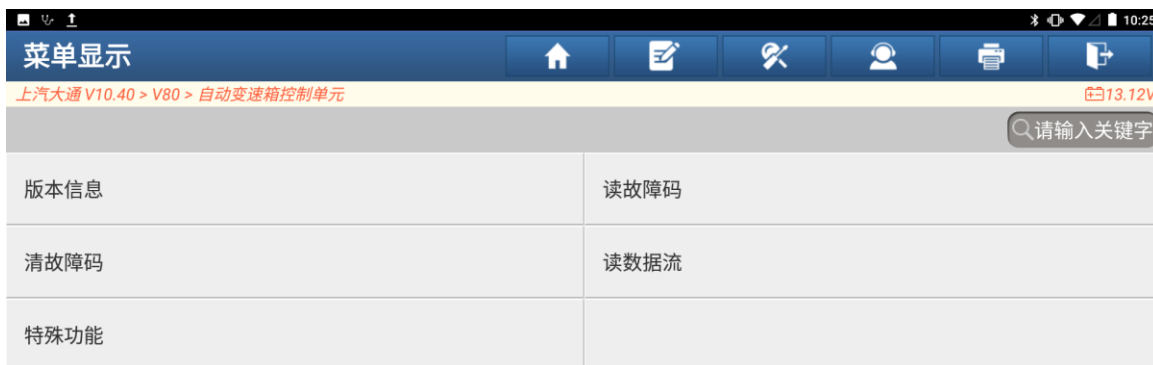 10:25
菜单显示
上汽大通 V10.40 > V80 > 自动变速箱控制单元
13.12V
请输入关键字
版本信息
读故障码
清故障码
读数据流
特殊功能